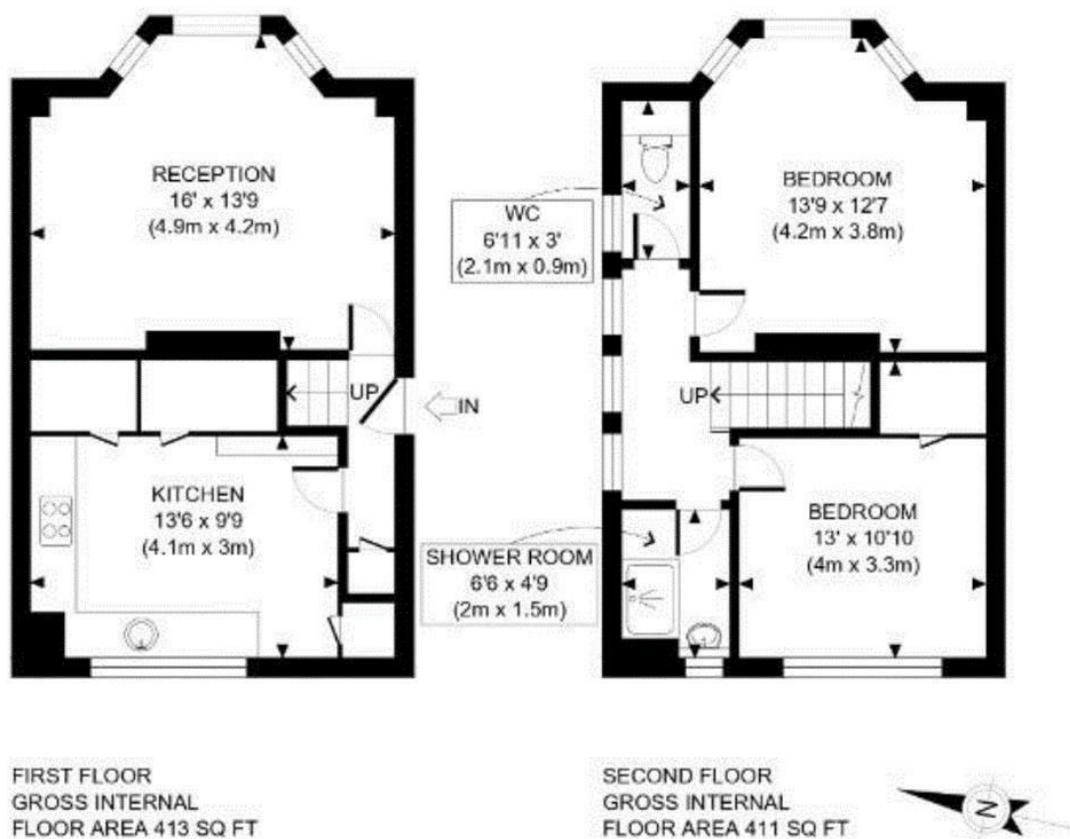 RECEPTION
16' x 13'9
(4.9m x 4.2m)
UP
IN
KITCHEN
13'6 x 9'9
(4.1m x 3m)
WC
6'11 x 3'
(2.1m x 0.9m)
BEDROOM
13'9 x 12'7
(4.2m x 3.8m)
UP
SHOWER ROOM
6'6 x 4'9
(2m x 1.5m)
BEDROOM
13' x 10'10
(4m x 3.3m)
FIRST FLOOR
GROSS INTERNAL
FLOOR AREA 413 SQ FT
SECOND FLOOR
GROSS INTERNAL
FLOOR AREA 411 SQ FT
N